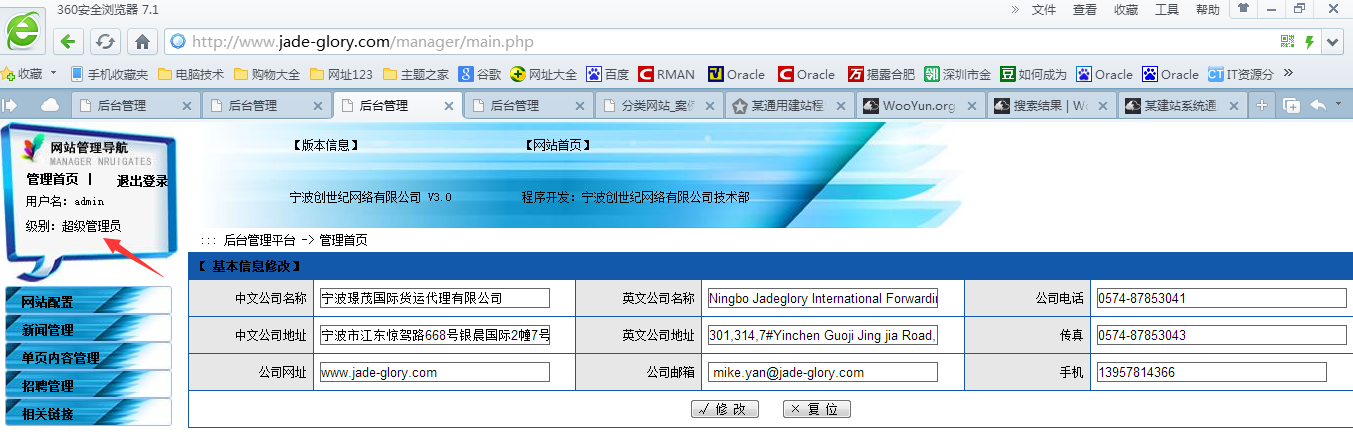 360安全浏览器 7.1
» 文件 查看 收藏 工具 帮助
http://www.jade-glory.com/manager/main.php
收藏 手机收藏夹 电脑技术 购物大全 网址123 主题之家 谷歌 网址大全 百度 RMAN Oracle Oracle 揭露合肥 深圳市金 如何成为 Oracle Oracle IT资源分 »
后台管理 后台管理 后台管理 后台管理 分类网站_案例 某通用建站程 WooYun.org 搜索结果 | Wo 某建站系统通
网站管理导航
MANAGER NRUIGATES
管理首页 | 退出登录
用户名: admin
级别: 超级管理员
【版本信息】 【网站首页】
宁波创世纪网络有限公司 V3.0 程序开发: 宁波创世纪网络有限公司技术部
::: 后台管理平台 -> 管理首页
网站配置
新闻管理
单页内容管理
招聘管理
相关链接
【 基本信息修改】
中文公司名称 宁波璟茂国际货运代理有限公司 英文公司名称 Ningbo Jadeglory International Forwardin 公司电话 0574-87853041
中文公司地址 宁波市江东惊驾路668号银晨国际2幢7号 英文公司地址 301,314,7#Yinchen Guoji Jing jia Road, 传真 0574-87853043
公司网址 www.jade-glory.com 公司邮箱 mike.yan@jade-glory.com 手机 13957814366
√ 修 改 × 复 位